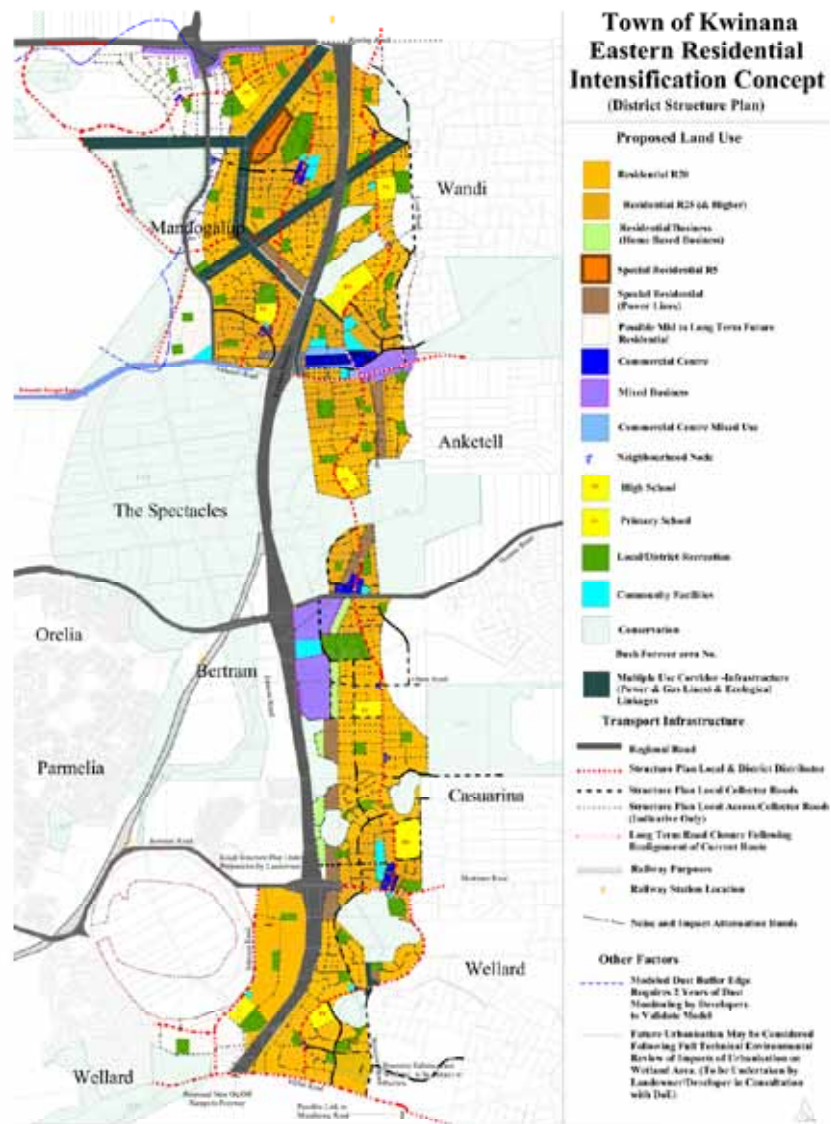 Town of Kwinana
Eastern Residential
Intensification Concept
(District Structure Plan)
Proposed Land Use
Residential R20
Residential R25 (& Higher)
Residential Business
(Home Based Business)
Special Residential R5
Special Residential
(Power Lines)
Possible Mid to Long Term Future
Residential
Commercial Centre
Mixed Business
Commercial Centre Mixed Use
Neighbourhood Node
High School
Primary School
Local/District Recreation
Community Facilities
Conservation
Bush Forever area No.
Multiple Use Corridor -Infrastructure
(Power & Gas Lines) & Ecological
Linkages
Transport Infrastructure
Regional Road
Structure Plan Local & District Distributor
Structure Plan Local Collector Roads
Structure Plan Local Access/Collector Roads
(Indicative Only)
Long Term Road Closure Following
Realignment of Current Route
Railway Purposes
Railway Station Location
Noise and Impact Attenuation Bunds
Other Factors
Modeled Dust Buffer Edge
Requires 2 Years of Dust
Monitoring by Developers
to Validate Model
Future Urbanisation May be Considered
Following Full Technical Environmental
Review of Impacts of Urbanisation on
Wetland Area. (To be Undertaken by
Landowner/Developer in Consultation
with DoE)
Wandi
Mandogalup
Anketell
The Spectacles
Orelia
Bertram
Parmelia
Casuarina
Mortimer Road
Wellard
Wellard